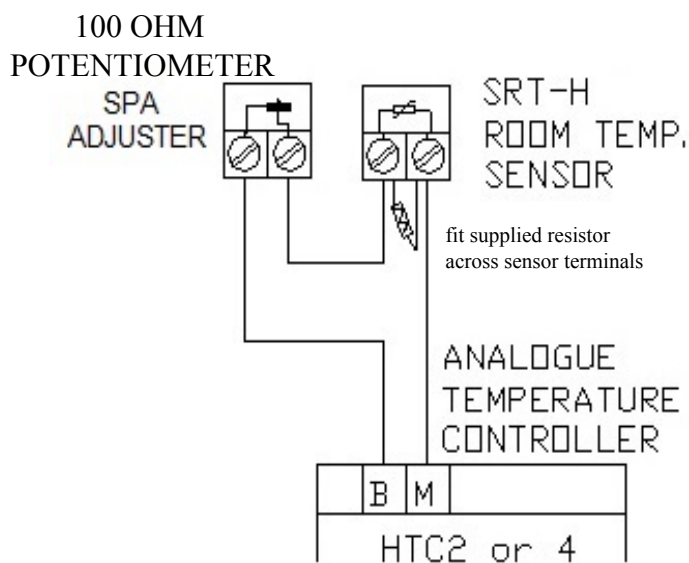 100 OHM
POTENTIOMETER
SPA
ADJUSTER
SRT-H
ROOM TEMP.
SENSOR
fit supplied resistor
across sensor terminals
ANALOGUE
TEMPERATURE
CONTROLLER
B M
HTC2 or 4